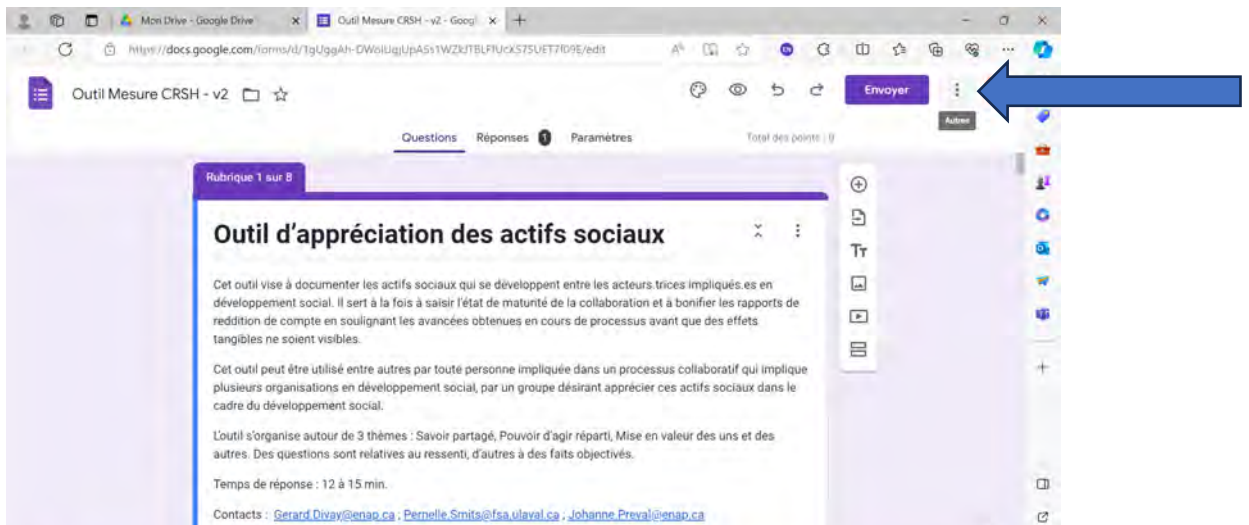 Mon Drive - Google Drive
Outil Mesure CRSH - v2 - Googl
Outil Mesure CRSH - v2
Envoyer
Autres
Questions Réponses 1 Paramètres Total des points : 0
Rubrique 1 sur 8
Outil d’appréciation des actifs sociaux
Cet outil vise à documenter les actifs sociaux qui se développent entre les acteurs.trices impliqués.es en
développement social. Il sert à la fois à saisir l'état de maturité de la collaboration et à bonifier les rapports de
reddition de compte en soulignant les avancées obtenues en cours de processus avant que des effets
tangibles ne soient visibles.
Cet outil peut être utilisé entre autres par toute personne impliquée dans un processus collaboratif qui implique
plusieurs organisations en développement social, par un groupe désirant apprécier ces actifs sociaux dans le
cadre du développement social.
L'outil s'organise autour de 3 thèmes : Savoir partagé, Pouvoir d'agir réparti, Mise en valeur des uns et des
autres. Des questions sont relatives au ressenti, d'autres à des faits objectivés.
Temps de réponse : 12 à 15 min.
Contacts : Gerard.Divay@enap.ca ; Pernelle.Smits@fsa.ulaval.ca ; Johanne.Preval@enap.ca